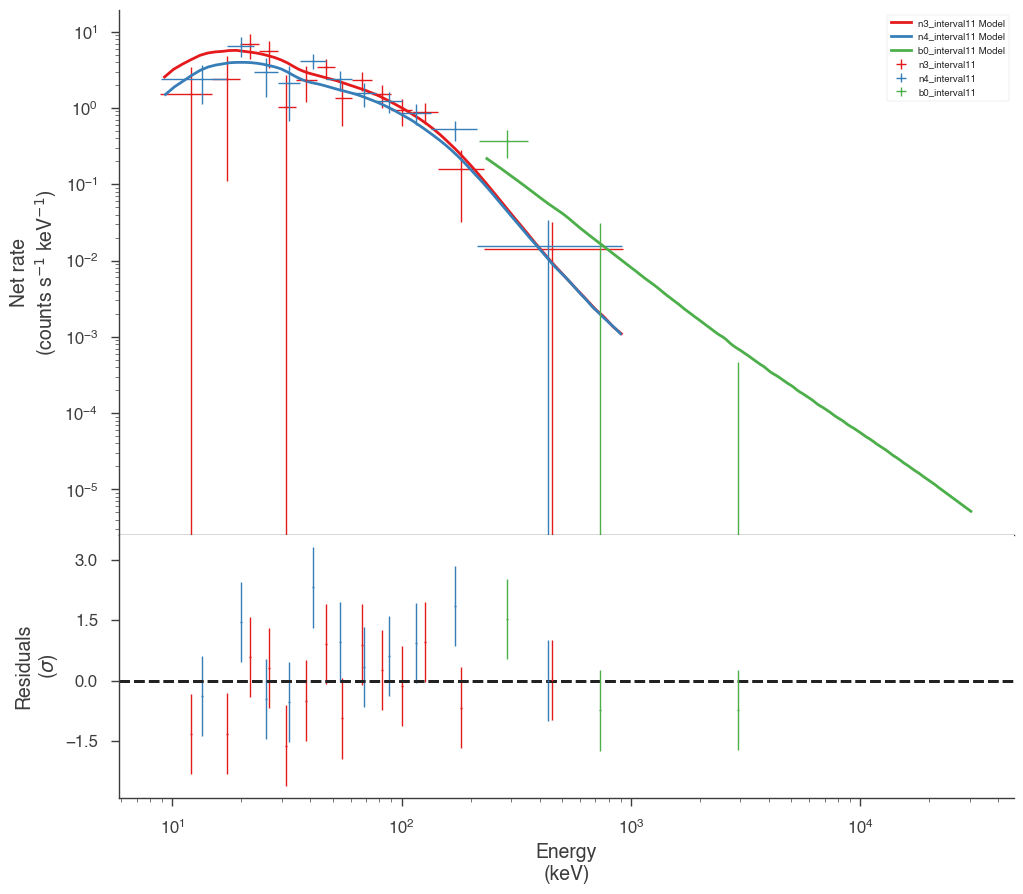 n3_interval11 Model
n4_interval11 Model
b0_interval11 Model
n3_interval11
n4_interval11
b0_interval11
Net rate
(counts s⁻¹ keV⁻¹)
10¹
10⁰
10⁻¹
10⁻²
10⁻³
10⁻⁴
10⁻⁵
Residuals
(σ)
3.0
1.5
0.0
−1.5
10¹ 10² 10³ 10⁴
Energy
(keV)